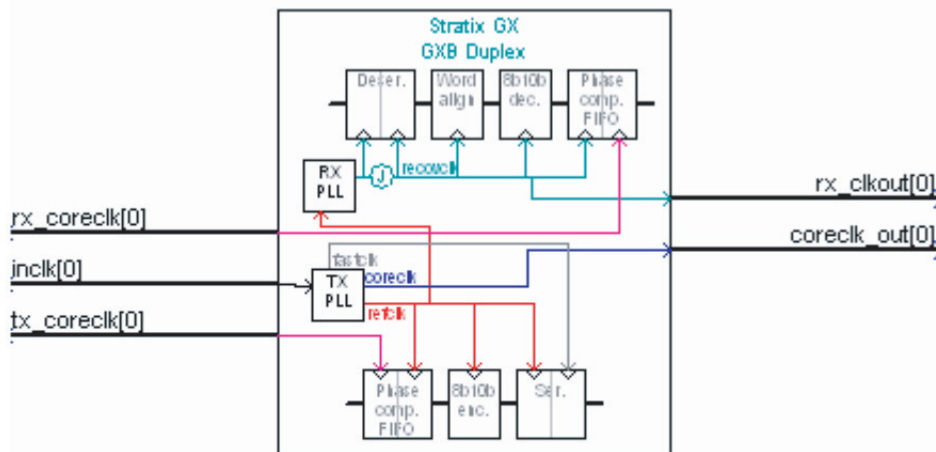 Stratix GX
GXB Duplex
Deser.
Word
align
8b10b
dec.
Phase
comp.
FIFO
RX
PLL
J
recovclk
rx_clkout[0]
rx_coreclk[0]
coreclk_out[0]
fastclk
inclk[0]
TX
PLL
coreclk
refclk
tx_coreclk[0]
Phase
comp.
FIFO
8b10b
enc.
Ser.